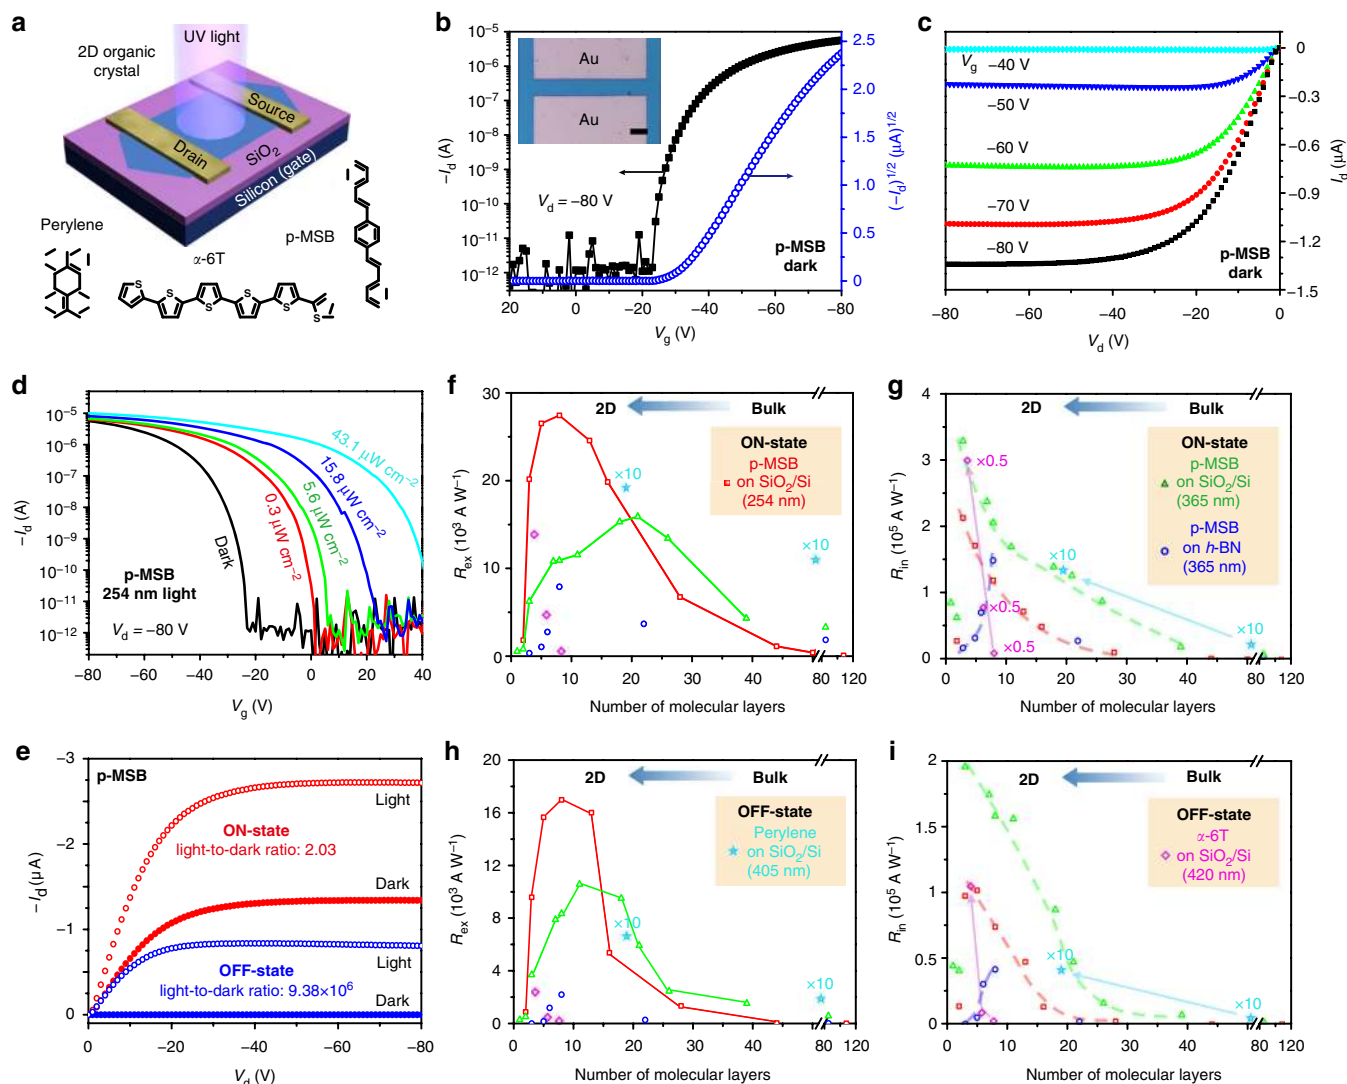 a
UV light
2D organic
crystal
Source
Drain
SiO2
Silicon (gate)
Perylene
α-6T
p-MSB
S
S
S
S
S
S
b
10−5
10−6
10−7
10−8
10−9
10−10
10−11
10−12
−Id (A)
Au
Au
Vd = −80 V
p-MSB
dark
2.5
2.0
1.5
1.0
0.5
0
(−Id)1/2 (µA)1/2
20
0
−20
−40
−60
−80
Vg (V)
c
Vg
−40 V
−50 V
−60 V
−70 V
−80 V
p-MSB
dark
0
−0.3
−0.6
−0.9
−1.2
−1.5
Id (µA)
−80
−60
−40
−20
0
Vd (V)
d
10−5
10−6
10−7
10−8
10−9
10−10
10−11
10−12
−Id (A)
43.1 µW cm−2
15.8 µW cm−2
5.6 µW cm−2
0.3 µW cm−2
Dark
p-MSB
254 nm light
Vd = −80 V
−80
−60
−40
−20
0
20
40
Vg (V)
e
p-MSB
−3
−2
−1
0
−Id (µA)
Light
ON-state
light-to-dark ratio: 2.03
Dark
Light
OFF-state
light-to-dark ratio: 9.38×106
Dark
0
−20
−40
−60
−80
Vd (V)
f
30
20
10
0
Rex (103 A W−1)
2D
Bulk
ON-state
p-MSB
on SiO2/Si
(254 nm)
×10
×10
0
10
20
30
40
80
120
Number of molecular layers
g
4
3
2
1
0
Rin (105 A W−1)
2D
Bulk
ON-state
p-MSB
on SiO2/Si
(365 nm)
p-MSB
on h-BN
(365 nm)
×0.5
×10
×0.5
×0.5
×10
0
10
20
30
40
80
120
Number of molecular layers
h
20
16
12
8
4
0
Rex (103 A W−1)
2D
Bulk
OFF-state
Perylene
on SiO2/Si
(405 nm)
×10
×10
0
10
20
30
40
80
120
Number of molecular layers
i
2
1.5
1
0.5
0
Rin (105 A W−1)
2D
Bulk
OFF-state
α-6T
on SiO2/Si
(420 nm)
×10
×10
0
10
20
30
40
80
120
Number of molecular layers